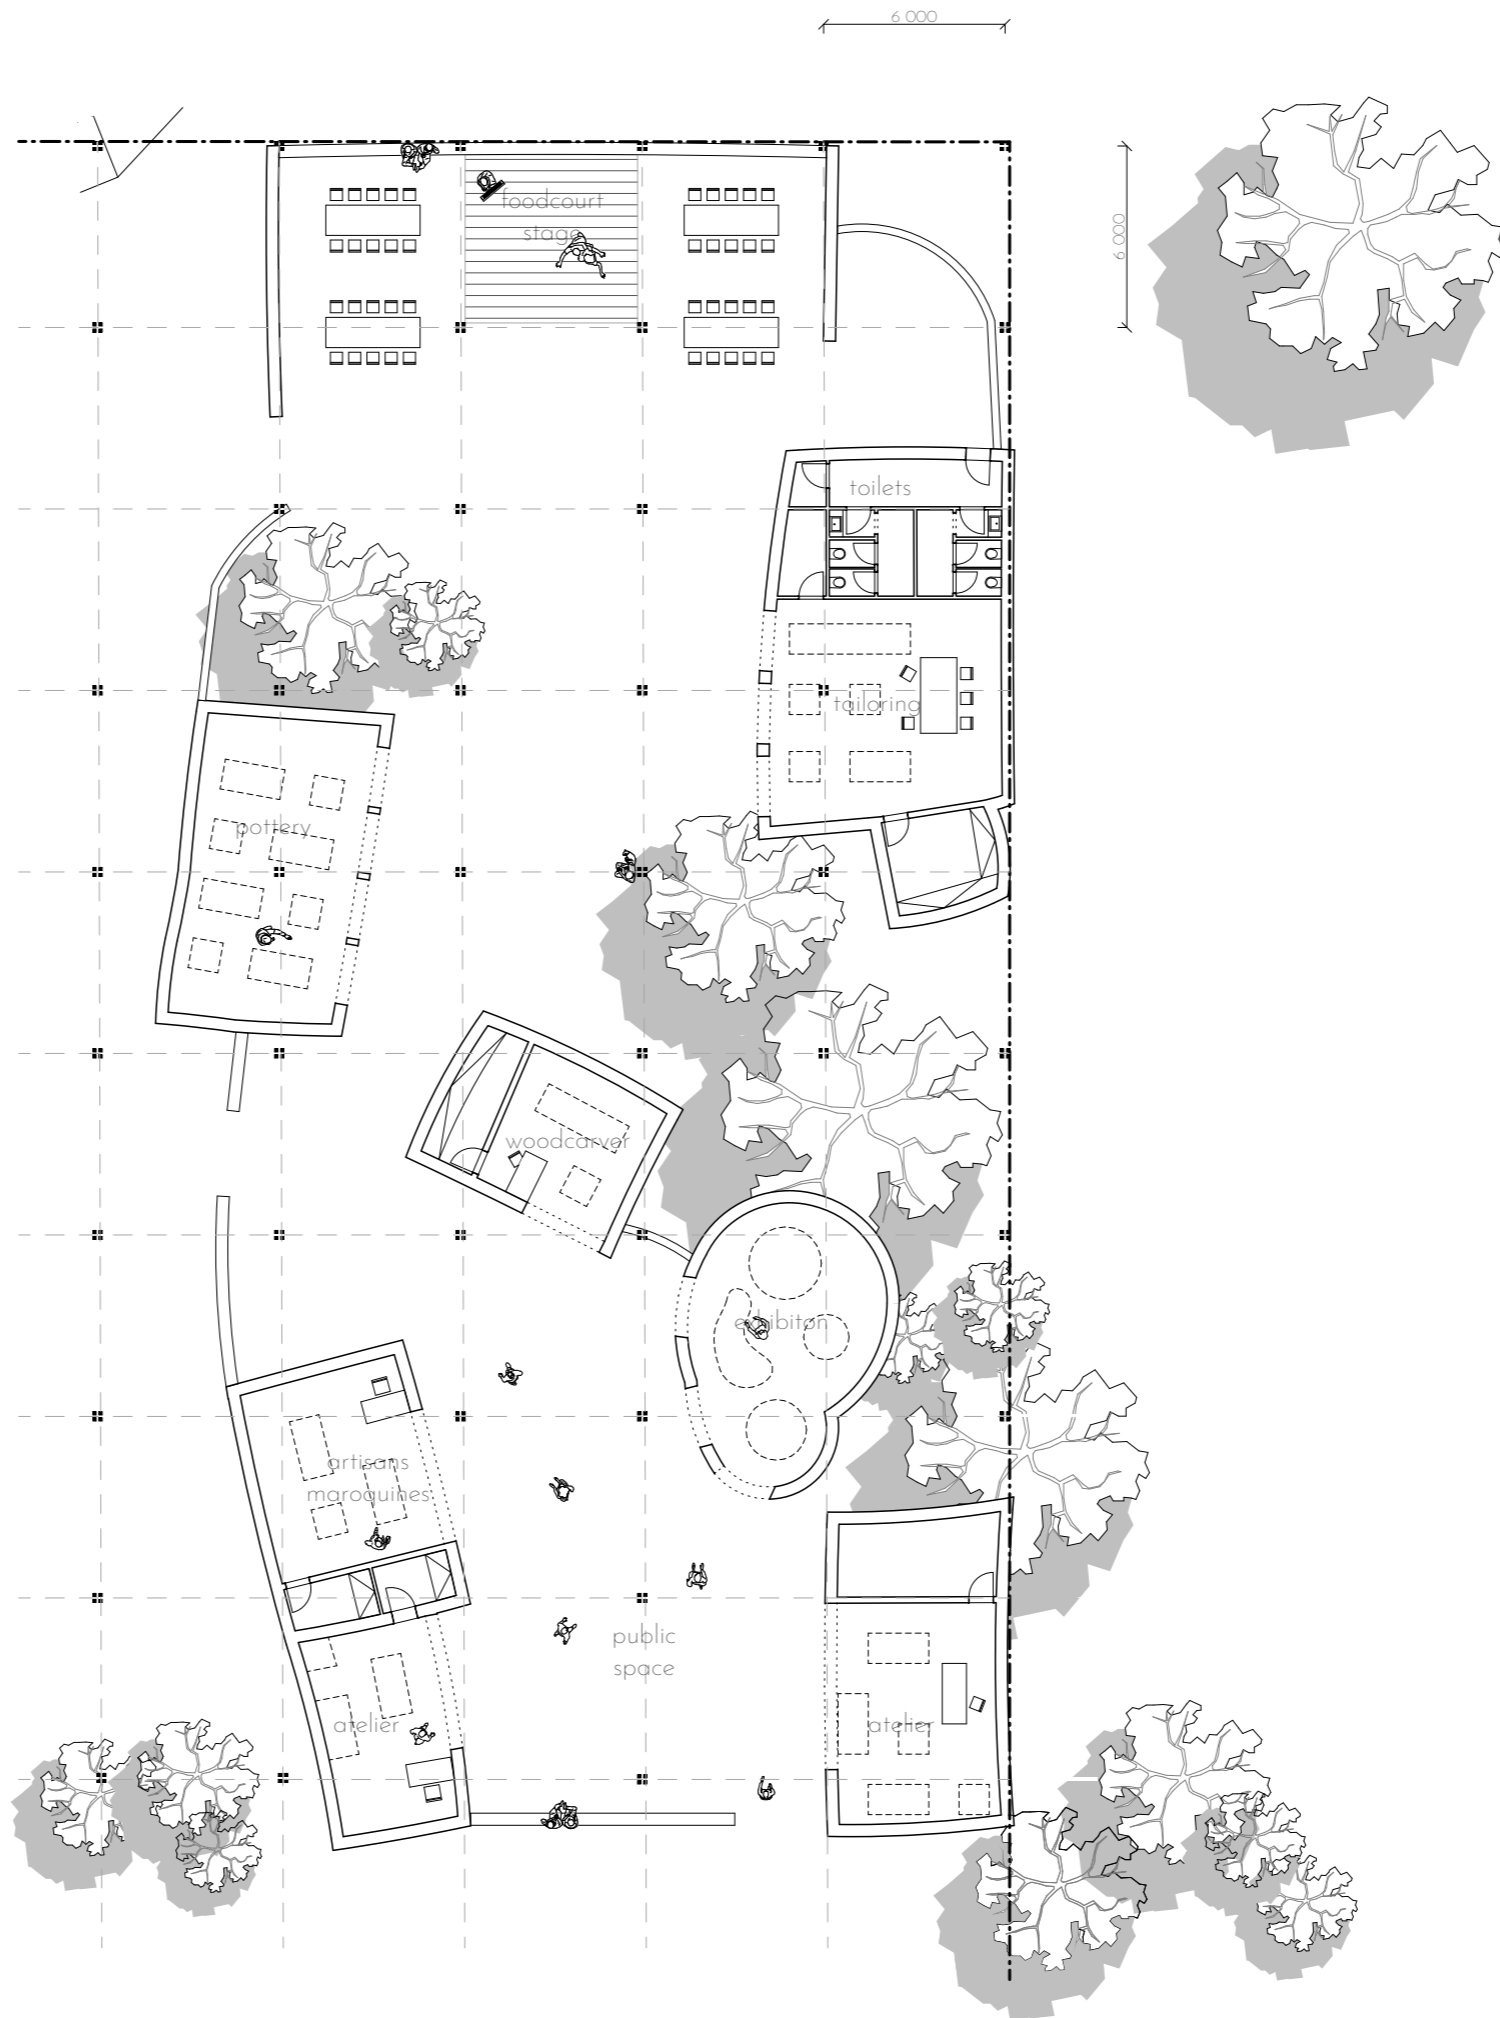 6 000
6 000
foodcourt
stage
toilets
tailoring
pottery
woodcarver
exhibiton
artisans
maroquines
public
space
atelier
atelier